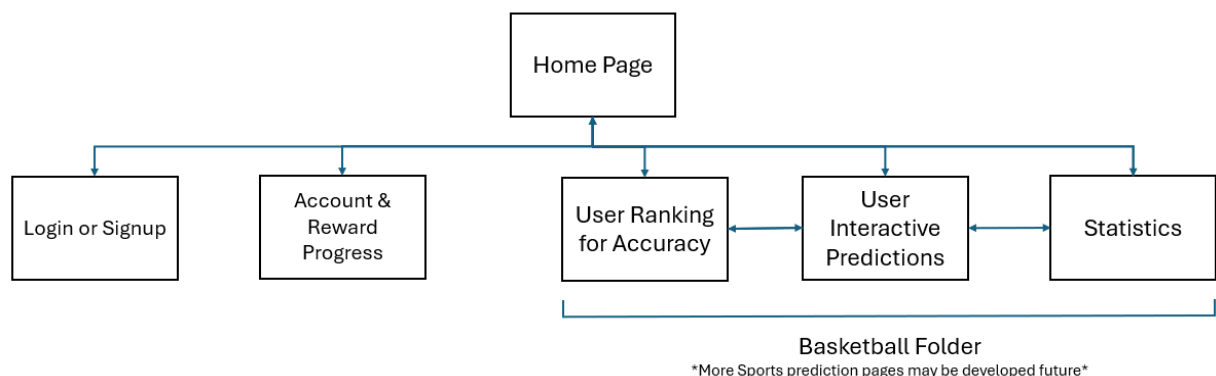 Home Page
Login or Signup
Account &
Reward
Progress
User Ranking
for Accuracy
User
Interactive
Predictions
Statistics
Basketball Folder
*More Sports prediction pages may be developed future*